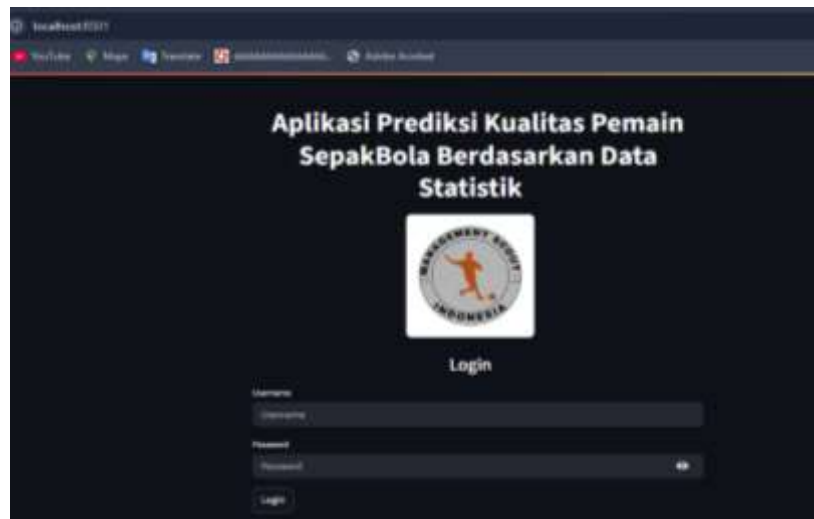 localhost:8501
YouTube Maps Translate Adobe Acrobat
Aplikasi Prediksi Kualitas Pemain
SepakBola Berdasarkan Data
Statistik
MANAGEMENT SCOUT
INDONESIA
Login
Username
Username
Password
Password
Login